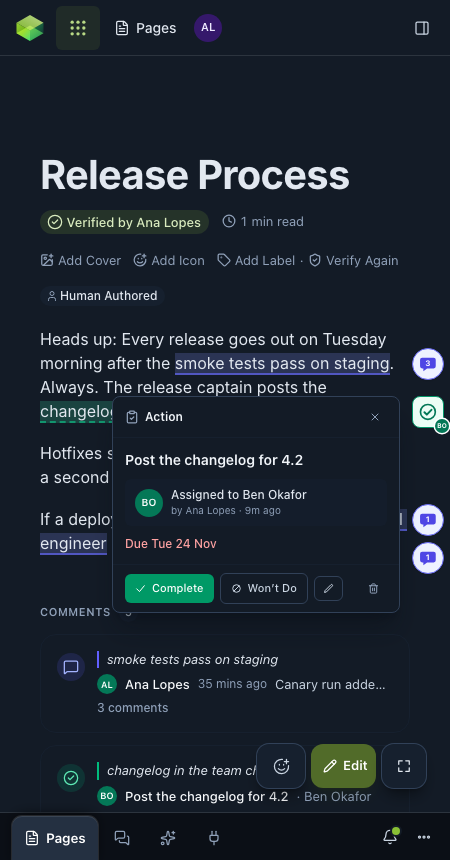 Pages
AL
Release Process
Verified by Ana Lopes
1 min read
Add Cover
Add Icon
Add Label · Verify Again
Human Authored
Heads up: Every release goes out on Tuesday
morning after the smoke tests pass on staging.
Always. The release captain posts the
changelog
3
BO
Action
Post the changelog for 4.2
BO
Assigned to Ben Okafor
by Ana Lopes · 9m ago
Due Tue 24 Nov
Complete
Won't Do
Hotfixes
a second
If a deploy
engineer
1
1
COMMENTS
smoke tests pass on staging
AL Ana Lopes 35 mins ago Canary run adde...
3 comments
changelog in the team
BO Post the changelog for 4.2 · Ben Okafor
Edit
Pages